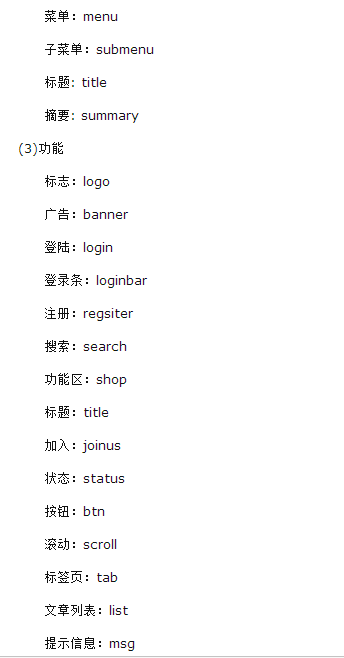 菜单：menu
子菜单：submenu
标题: title
摘要: summary
(3)功能
标志：logo
广告：banner
登陆：login
登录条：loginbar
注册：regsiter
搜索：search
功能区：shop
标题：title
加入：joinus
状态：status
按钮：btn
滚动：scroll
标签页：tab
文章列表：list
提示信息：msg